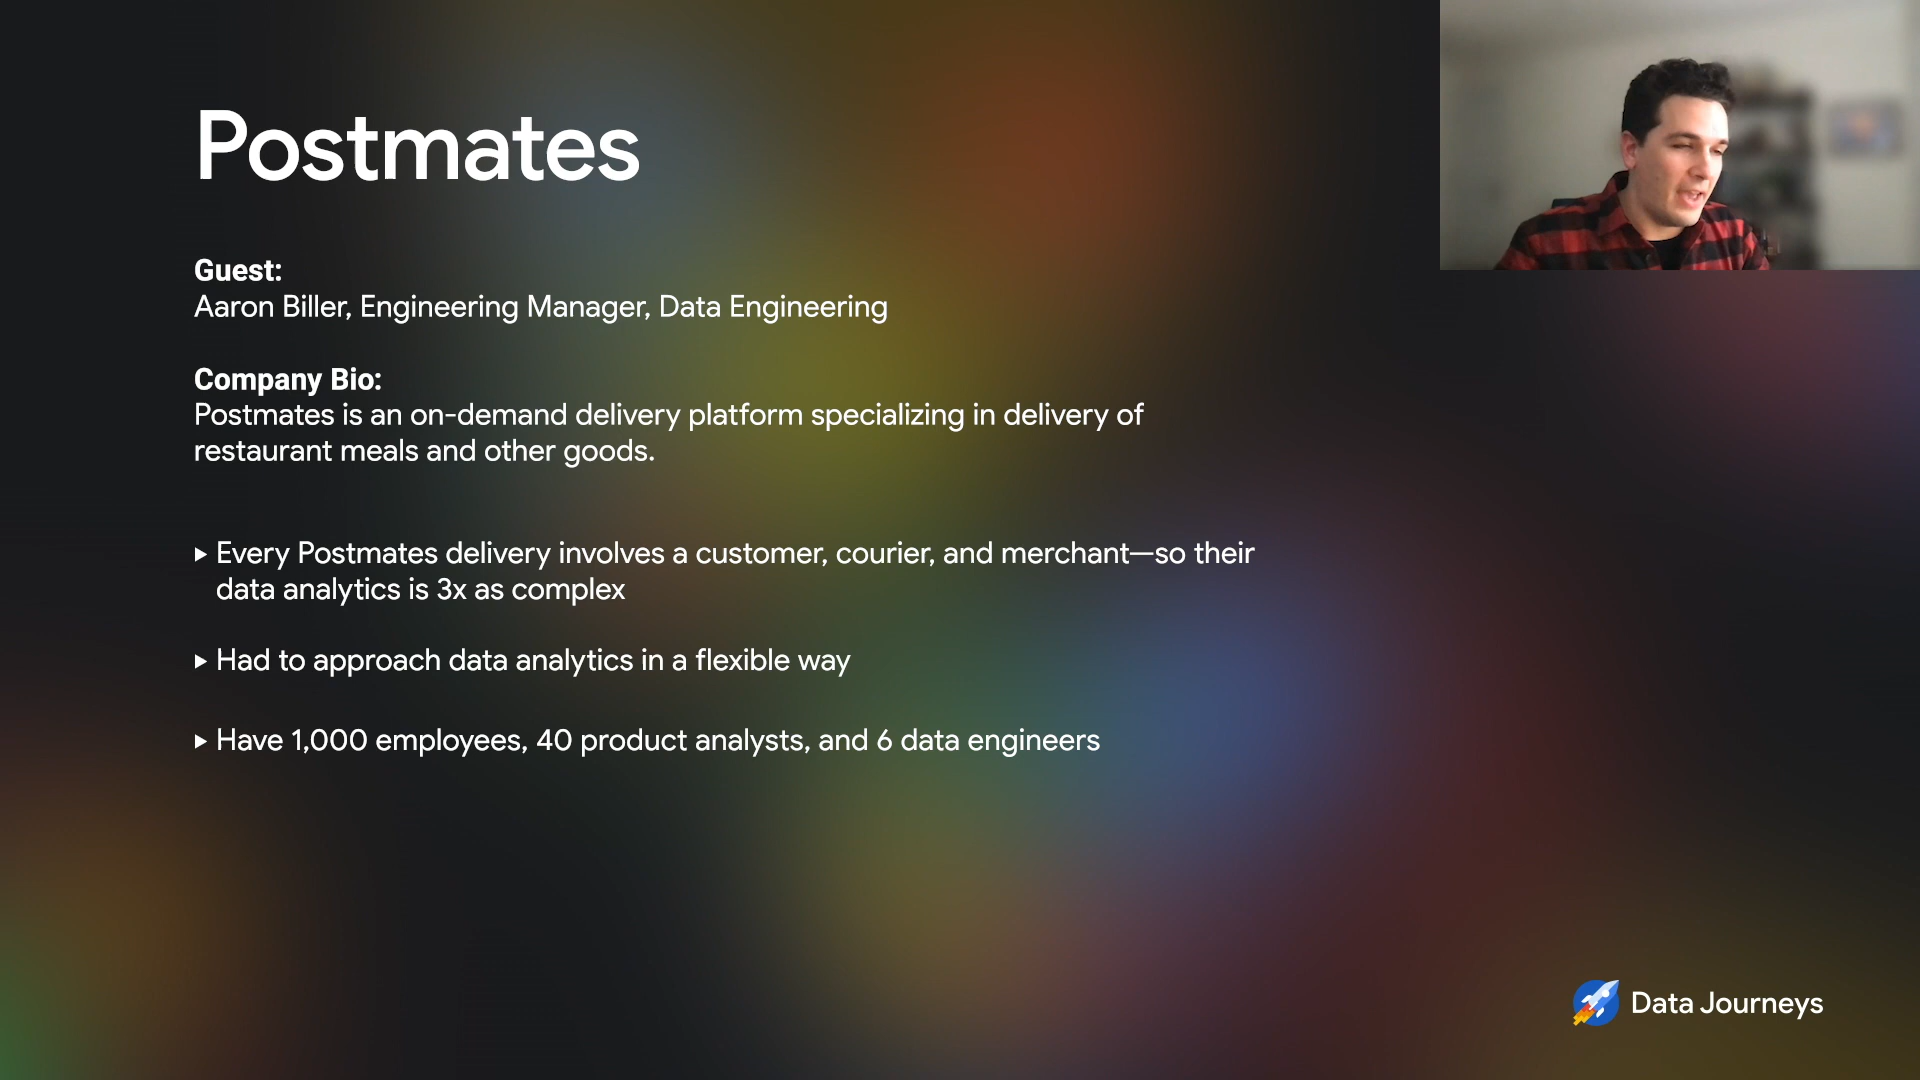 Postmates
Guest:
Aaron Biller, Engineering Manager, Data Engineering
Company Bio:
Postmates is an on-demand delivery platform specializing in delivery of
restaurant meals and other goods.
▸ Every Postmates delivery involves a customer, courier, and merchant—so their
data analytics is 3x as complex
▸ Had to approach data analytics in a flexible way
▸ Have 1,000 employees, 40 product analysts, and 6 data engineers
Data Journeys